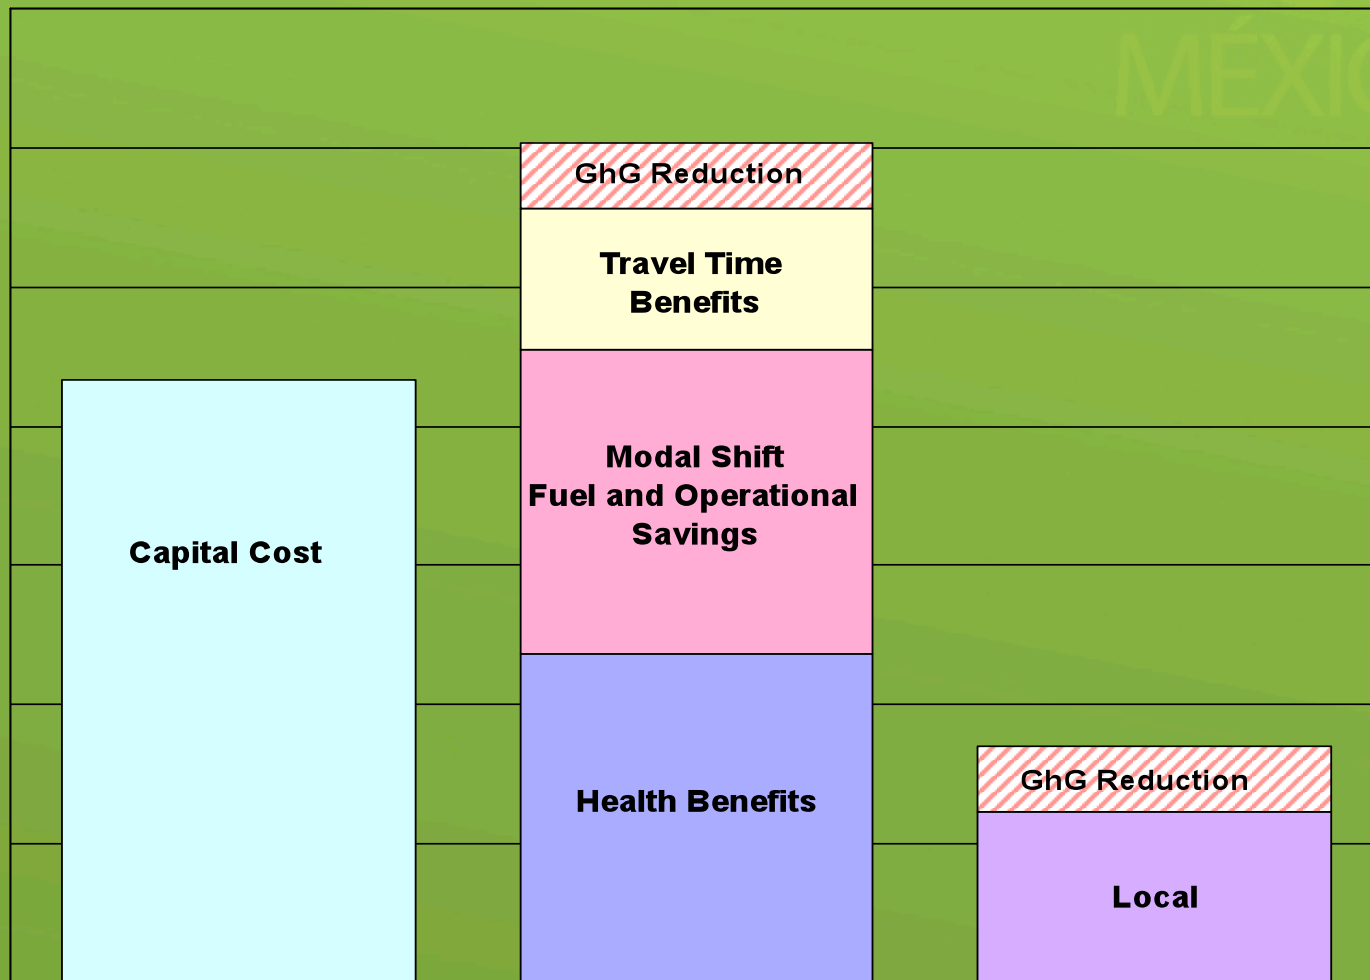 GhG Reduction
Travel Time
Benefits
Modal Shift
Fuel and Operational
Savings
Capital Cost
Health Benefits
GhG Reduction
Local